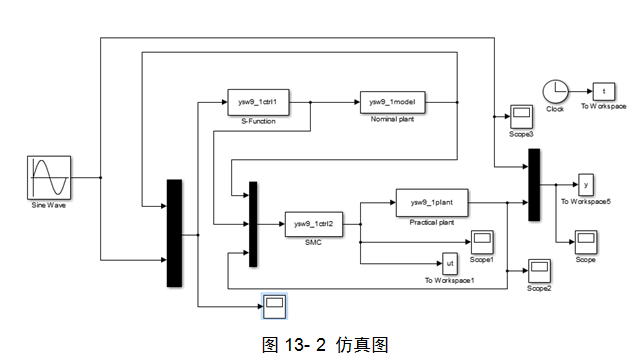 ysw9_1ctrl1
S-Function
ysw9_1model
Nominal plant
Clock
t
To Workspace
Scope3
Sine Wave
ysw9_1ctrl2
SMC
ysw9_1plant
Practical plant
y
To Workspace5
Scope
Scope1
ut
To Workspace1
Scope2
图 13- 2 仿真图